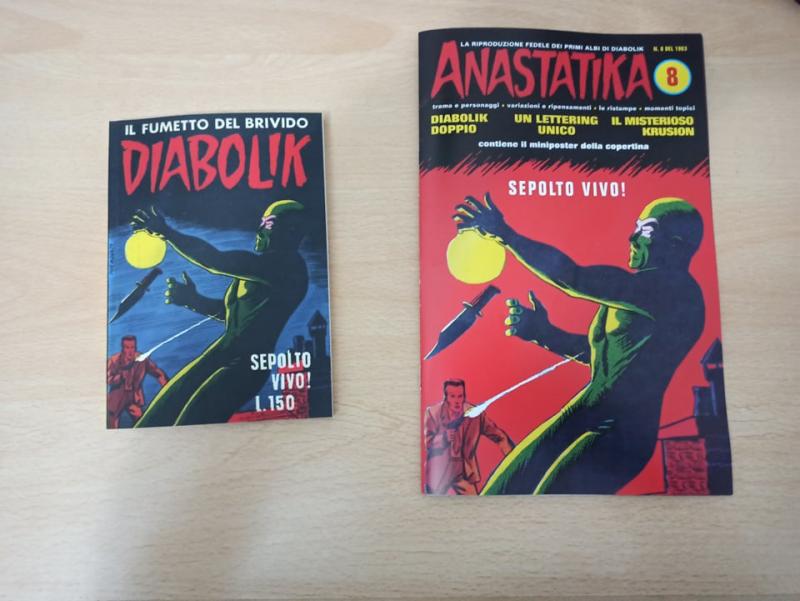 IL FUMETTO DEL BRIVIDO
DIABOLIK
SEPOLTO
VIVO!
L.150
LA RIPRODUZIONE FEDELE DEI PRIMI ALBI DI DIABOLIK
N. 8 DEL 1963
ANASTATIKA
8
trama e personaggi • variazioni e ripensamenti • le ristampe • momenti topici
DIABOLIK
DOPPIO
UN LETTERING
UNICO
IL MISTERIOSO
KRUSION
contiene il miniposter della copertina
SEPOLTO VIVO!